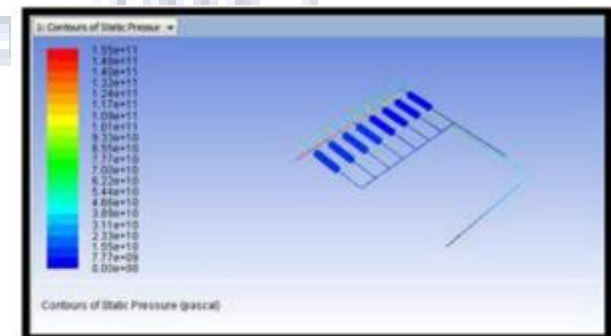 1: Contours of Static Pressur
1.55e+11
1.48e+11
1.40e+11
1.32e+11
1.24e+11
1.17e+11
1.09e+11
1.01e+11
9.33e+10
8.55e+10
7.77e+10
7.00e+10
6.22e+10
5.44e+10
4.66e+10
3.89e+10
3.11e+10
2.33e+10
1.55e+10
7.77e+09
0.00e+00
Contours of Static Pressure (pascal)